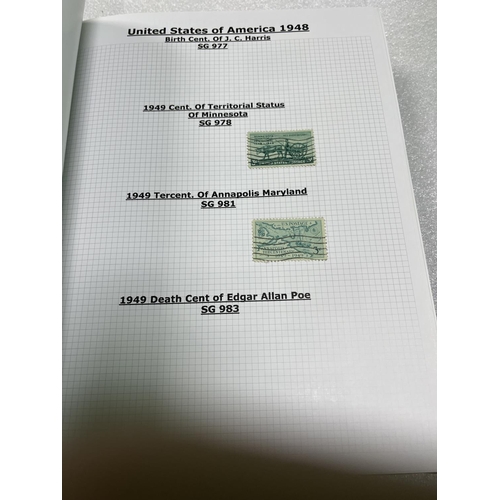 United States of America 1948
Birth Cent. Of J. C. Harris
SG 977
1949 Cent. Of Territorial Status
Of Minnesota
SG 978
1949 Tercent. Of Annapolis Maryland
SG 981
1949 Death Cent of Edgar Allan Poe
SG 983